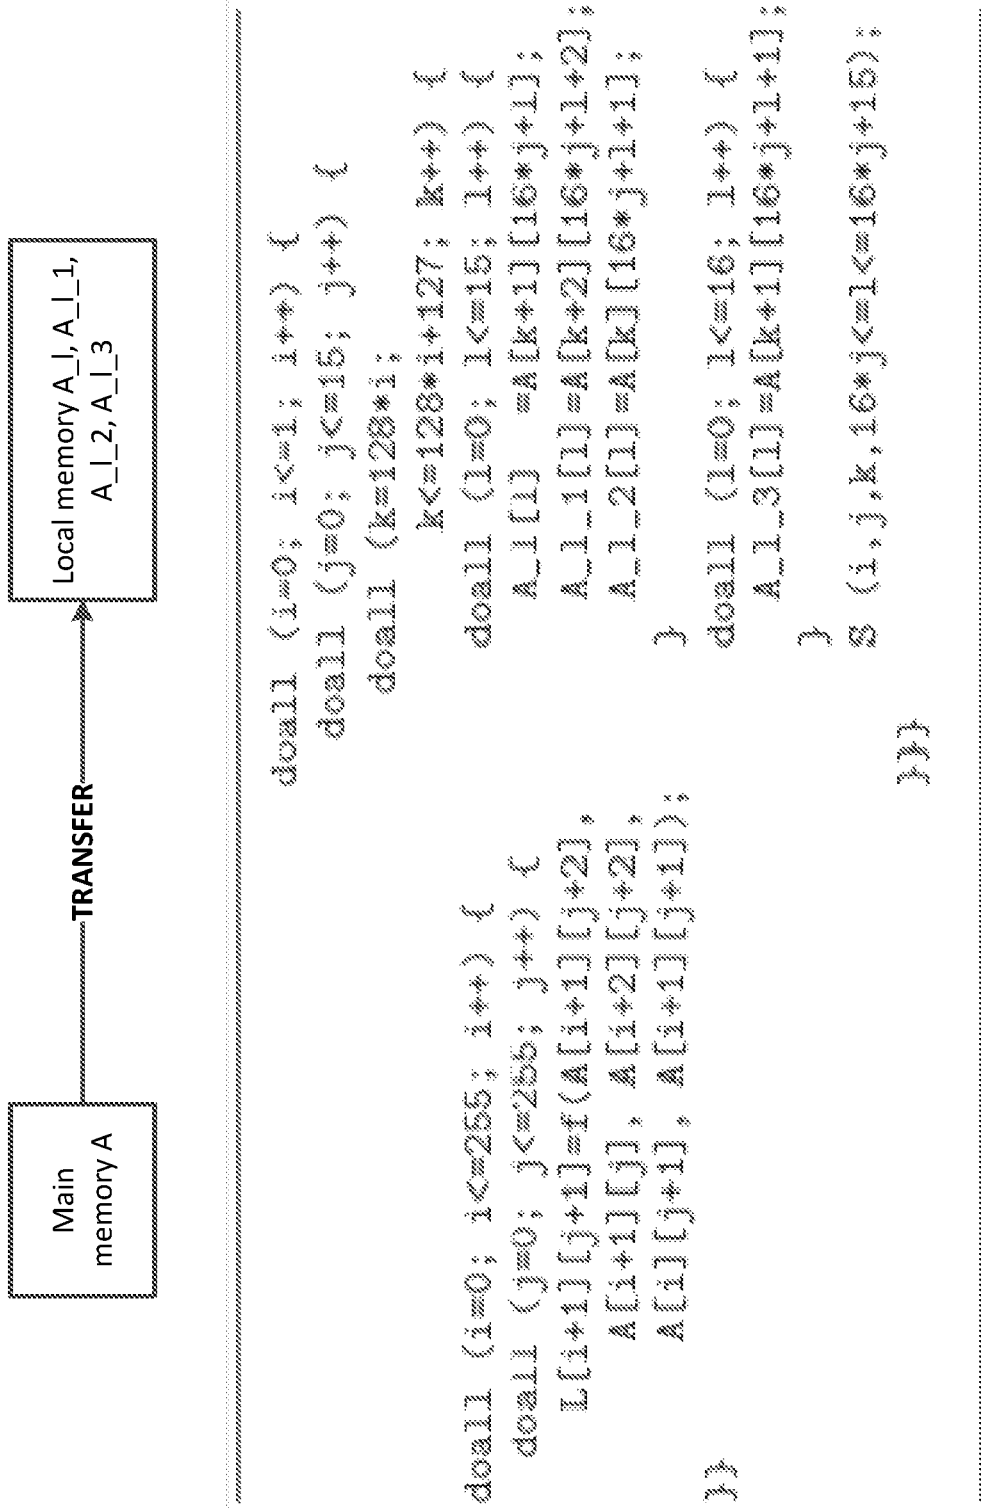 Main
memory A
TRANSFER
Local memory A_l, A_l_1,
A_l_2, A_l_3
doall (i=0; i<=255; i++) {
doall (j=0; j<=255; j++) {
L[i+1][j+1]=f(A[i+1][j+2],
A[i+1][j], A[i+2][j+2],
A[i][j+1], A[i+1][j+1]);
}}
doall (i=0; i<=1; i++) {
doall (j=0; j<=15; j++) {
doall (k=128*i;
k<=128*i+127; k++) {
doall (l=0; l<=15; l++) {
A_l[l] =A[k+1][16*j+l];
A_l_1[l]=A[k+2][16*j+l+2];
A_l_2[l]=A[k][16*j+l+1];
}
doall (l=0; l<=16; l++) {
A_l_3[l]=A[k+1][16*j+l+1];
}
S (i,j,k,16*j<=l<=16*j+15);
}}}